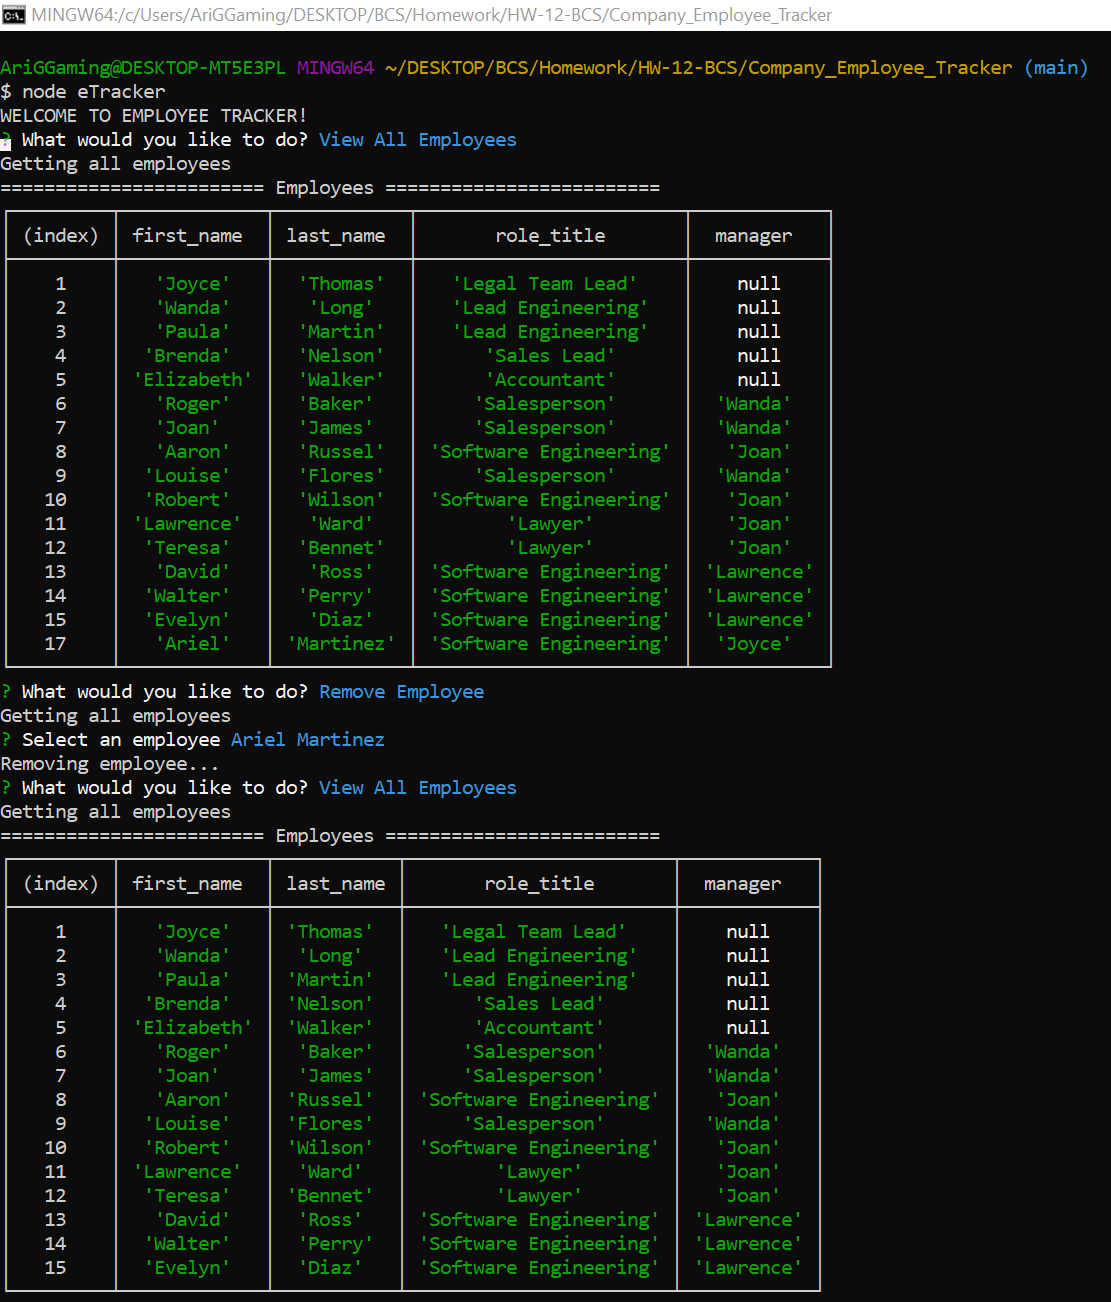 MINGW64:/c/Users/AriGGaming/DESKTOP/BCS/Homework/HW-12-BCS/Company_Employee_Tracker
AriGGaming@DESKTOP-MT5E3PL MINGW64 ~/DESKTOP/BCS/Homework/HW-12-BCS/Company_Employee_Tracker (main)
$ node eTracker
WELCOME TO EMPLOYEE TRACKER!
? What would you like to do? View All Employees
Getting all employees
======================== Employees =========================
(index) first_name last_name role_title manager
1 'Joyce' 'Thomas' 'Legal Team Lead' null
2 'Wanda' 'Long' 'Lead Engineering' null
3 'Paula' 'Martin' 'Lead Engineering' null
4 'Brenda' 'Nelson' 'Sales Lead' null
5 'Elizabeth' 'Walker' 'Accountant' null
6 'Roger' 'Baker' 'Salesperson' 'Wanda'
7 'Joan' 'James' 'Salesperson' 'Wanda'
8 'Aaron' 'Russel' 'Software Engineering' 'Joan'
9 'Louise' 'Flores' 'Salesperson' 'Wanda'
10 'Robert' 'Wilson' 'Software Engineering' 'Joan'
11 'Lawrence' 'Ward' 'Lawyer' 'Joan'
12 'Teresa' 'Bennet' 'Lawyer' 'Joan'
13 'David' 'Ross' 'Software Engineering' 'Lawrence'
14 'Walter' 'Perry' 'Software Engineering' 'Lawrence'
15 'Evelyn' 'Diaz' 'Software Engineering' 'Lawrence'
17 'Ariel' 'Martinez' 'Software Engineering' 'Joyce'
? What would you like to do? Remove Employee
Getting all employees
? Select an employee Ariel Martinez
Removing employee...
? What would you like to do? View All Employees
Getting all employees
======================== Employees =========================
(index) first_name last_name role_title manager
1 'Joyce' 'Thomas' 'Legal Team Lead' null
2 'Wanda' 'Long' 'Lead Engineering' null
3 'Paula' 'Martin' 'Lead Engineering' null
4 'Brenda' 'Nelson' 'Sales Lead' null
5 'Elizabeth' 'Walker' 'Accountant' null
6 'Roger' 'Baker' 'Salesperson' 'Wanda'
7 'Joan' 'James' 'Salesperson' 'Wanda'
8 'Aaron' 'Russel' 'Software Engineering' 'Joan'
9 'Louise' 'Flores' 'Salesperson' 'Wanda'
10 'Robert' 'Wilson' 'Software Engineering' 'Joan'
11 'Lawrence' 'Ward' 'Lawyer' 'Joan'
12 'Teresa' 'Bennet' 'Lawyer' 'Joan'
13 'David' 'Ross' 'Software Engineering' 'Lawrence'
14 'Walter' 'Perry' 'Software Engineering' 'Lawrence'
15 'Evelyn' 'Diaz' 'Software Engineering' 'Lawrence'